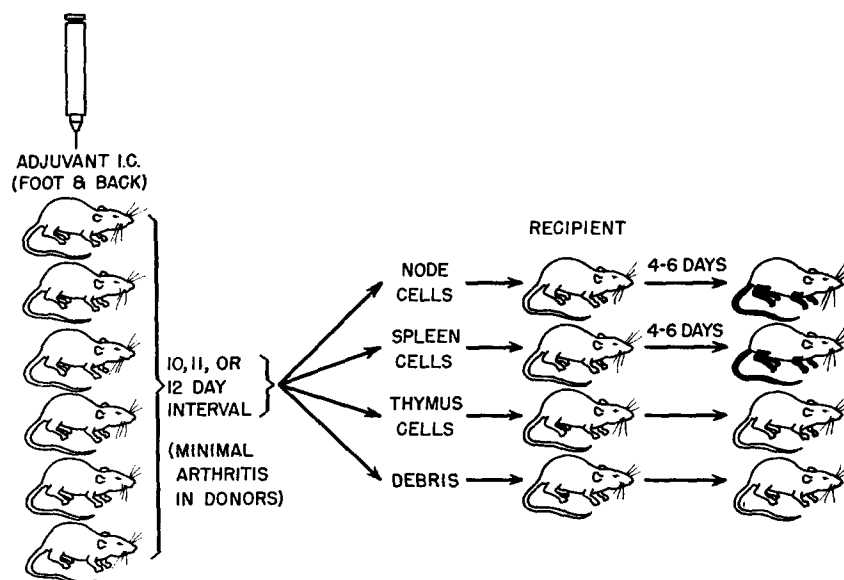 ADJUVANT I.C.
(FOOT & BACK)
10, 11, OR
12 DAY
INTERVAL
(MINIMAL
ARTHRITIS
IN DONORS)
RECIPIENT
NODE
CELLS
4-6 DAYS
SPLEEN
CELLS
4-6 DAYS
THYMUS
CELLS
DEBRIS